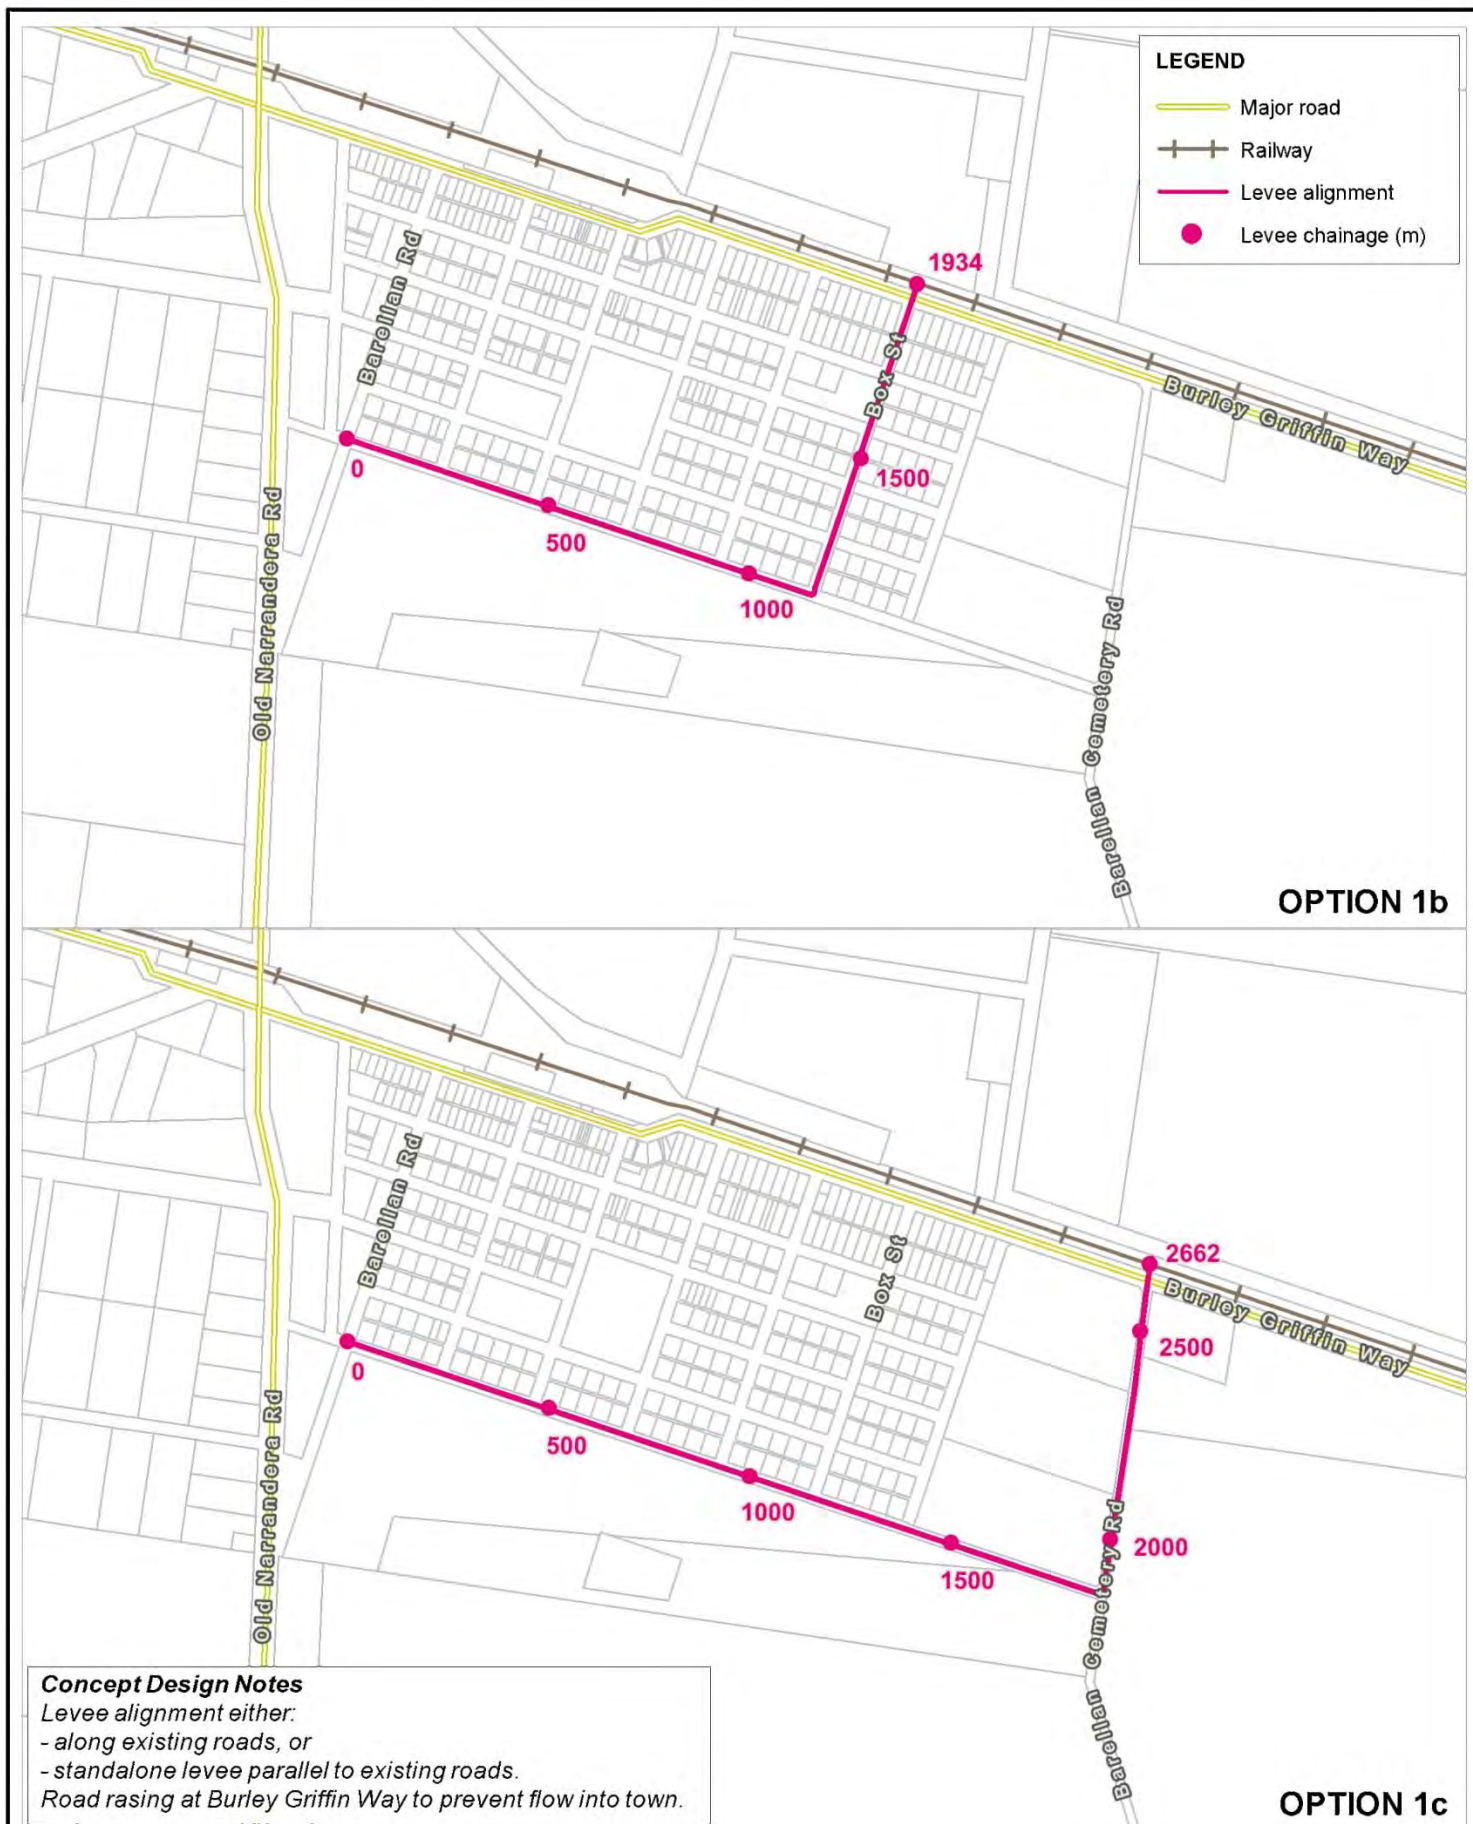 LEGEND
Major road
Railway
Levee alignment
Levee chainage (m)
1934
Barellan Rd
Box St
Burley Griffin Way
0
1500
500
1000
Old Narrandera Rd
Barellan Cemetery Rd
OPTION 1b
Barellan Rd
Box St
2662
Burley Griffin Way
2500
0
500
1000
2000
1500
Old Narrandera Rd
Barellan Cemetery Rd
Concept Design Notes
Levee alignment either:
- along existing roads, or
- standalone levee parallel to existing roads.
Road rasing at Burley Griffin Way to prevent flow into town.
OPTION 1c